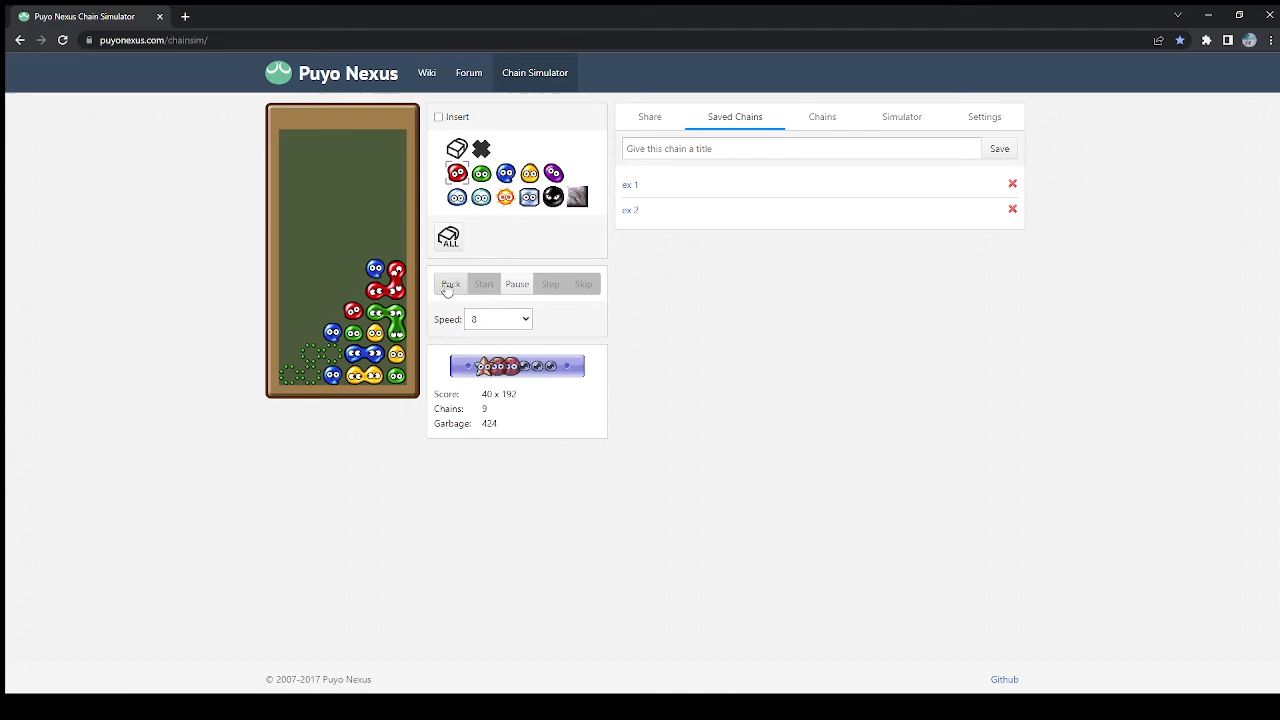 Puyo Nexus Chain Simulator
puyonexus.com/chainsim/
Puyo Nexus
Wiki
Forum
Chain Simulator
Insert
ALL
Pack
Start
Pause
Step
Skip
Speed:
8
Score: 40 x 192
Chains: 9
Garbage: 424
Share
Saved Chains
Chains
Simulator
Settings
Give this chain a title
Save
ex 1
ex 2
© 2007-2017 Puyo Nexus
Github